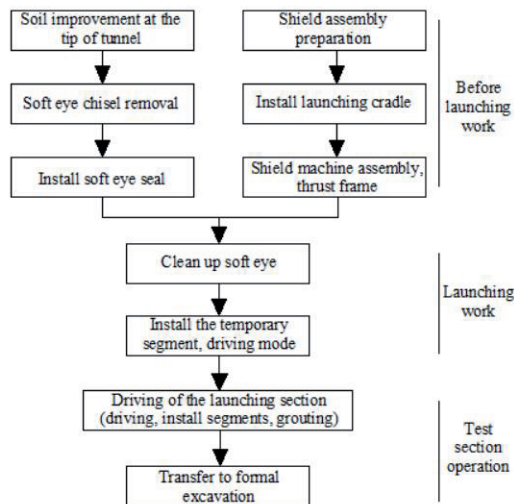 Soil improvement at the
tip of tunnel
Shield assembly
preparation
Soft eye chisel removal
Install launching cradle
Before
launching
work
Install soft eye seal
Shield machine assembly,
thrust frame
Clean up soft eye
Install the temporary
segment, driving mode
Launching
work
Driving of the launching section
(driving, install segments, grouting)
Transfer to formal
excavation
Test
section
operation